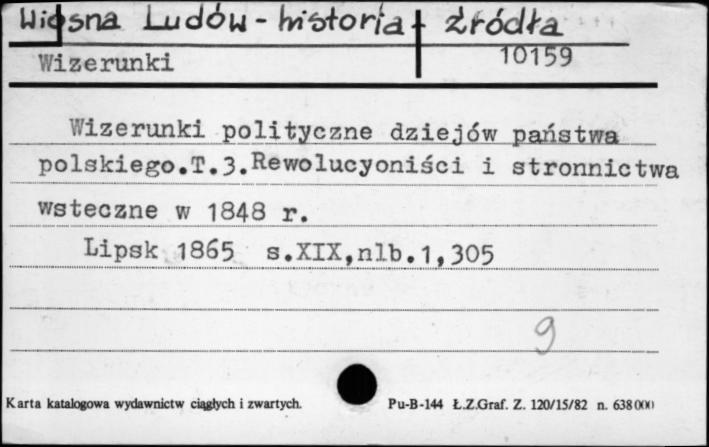 Wiosna Ludów - historia - źródła
Wizerunki 10159
Wizerunki polityczne dziejów państwa
polskiego.T.3.Rewolucyoniści i stronnictwa
wsteczne w 1848 r.
Lipsk 1865 s.XIX,nlb.1,305
9
Karta katalogowa wydawnictw ciągłych i zwartych. Pu-B-144 Ł.Z.Graf. Z. 120/15/82 n. 638000